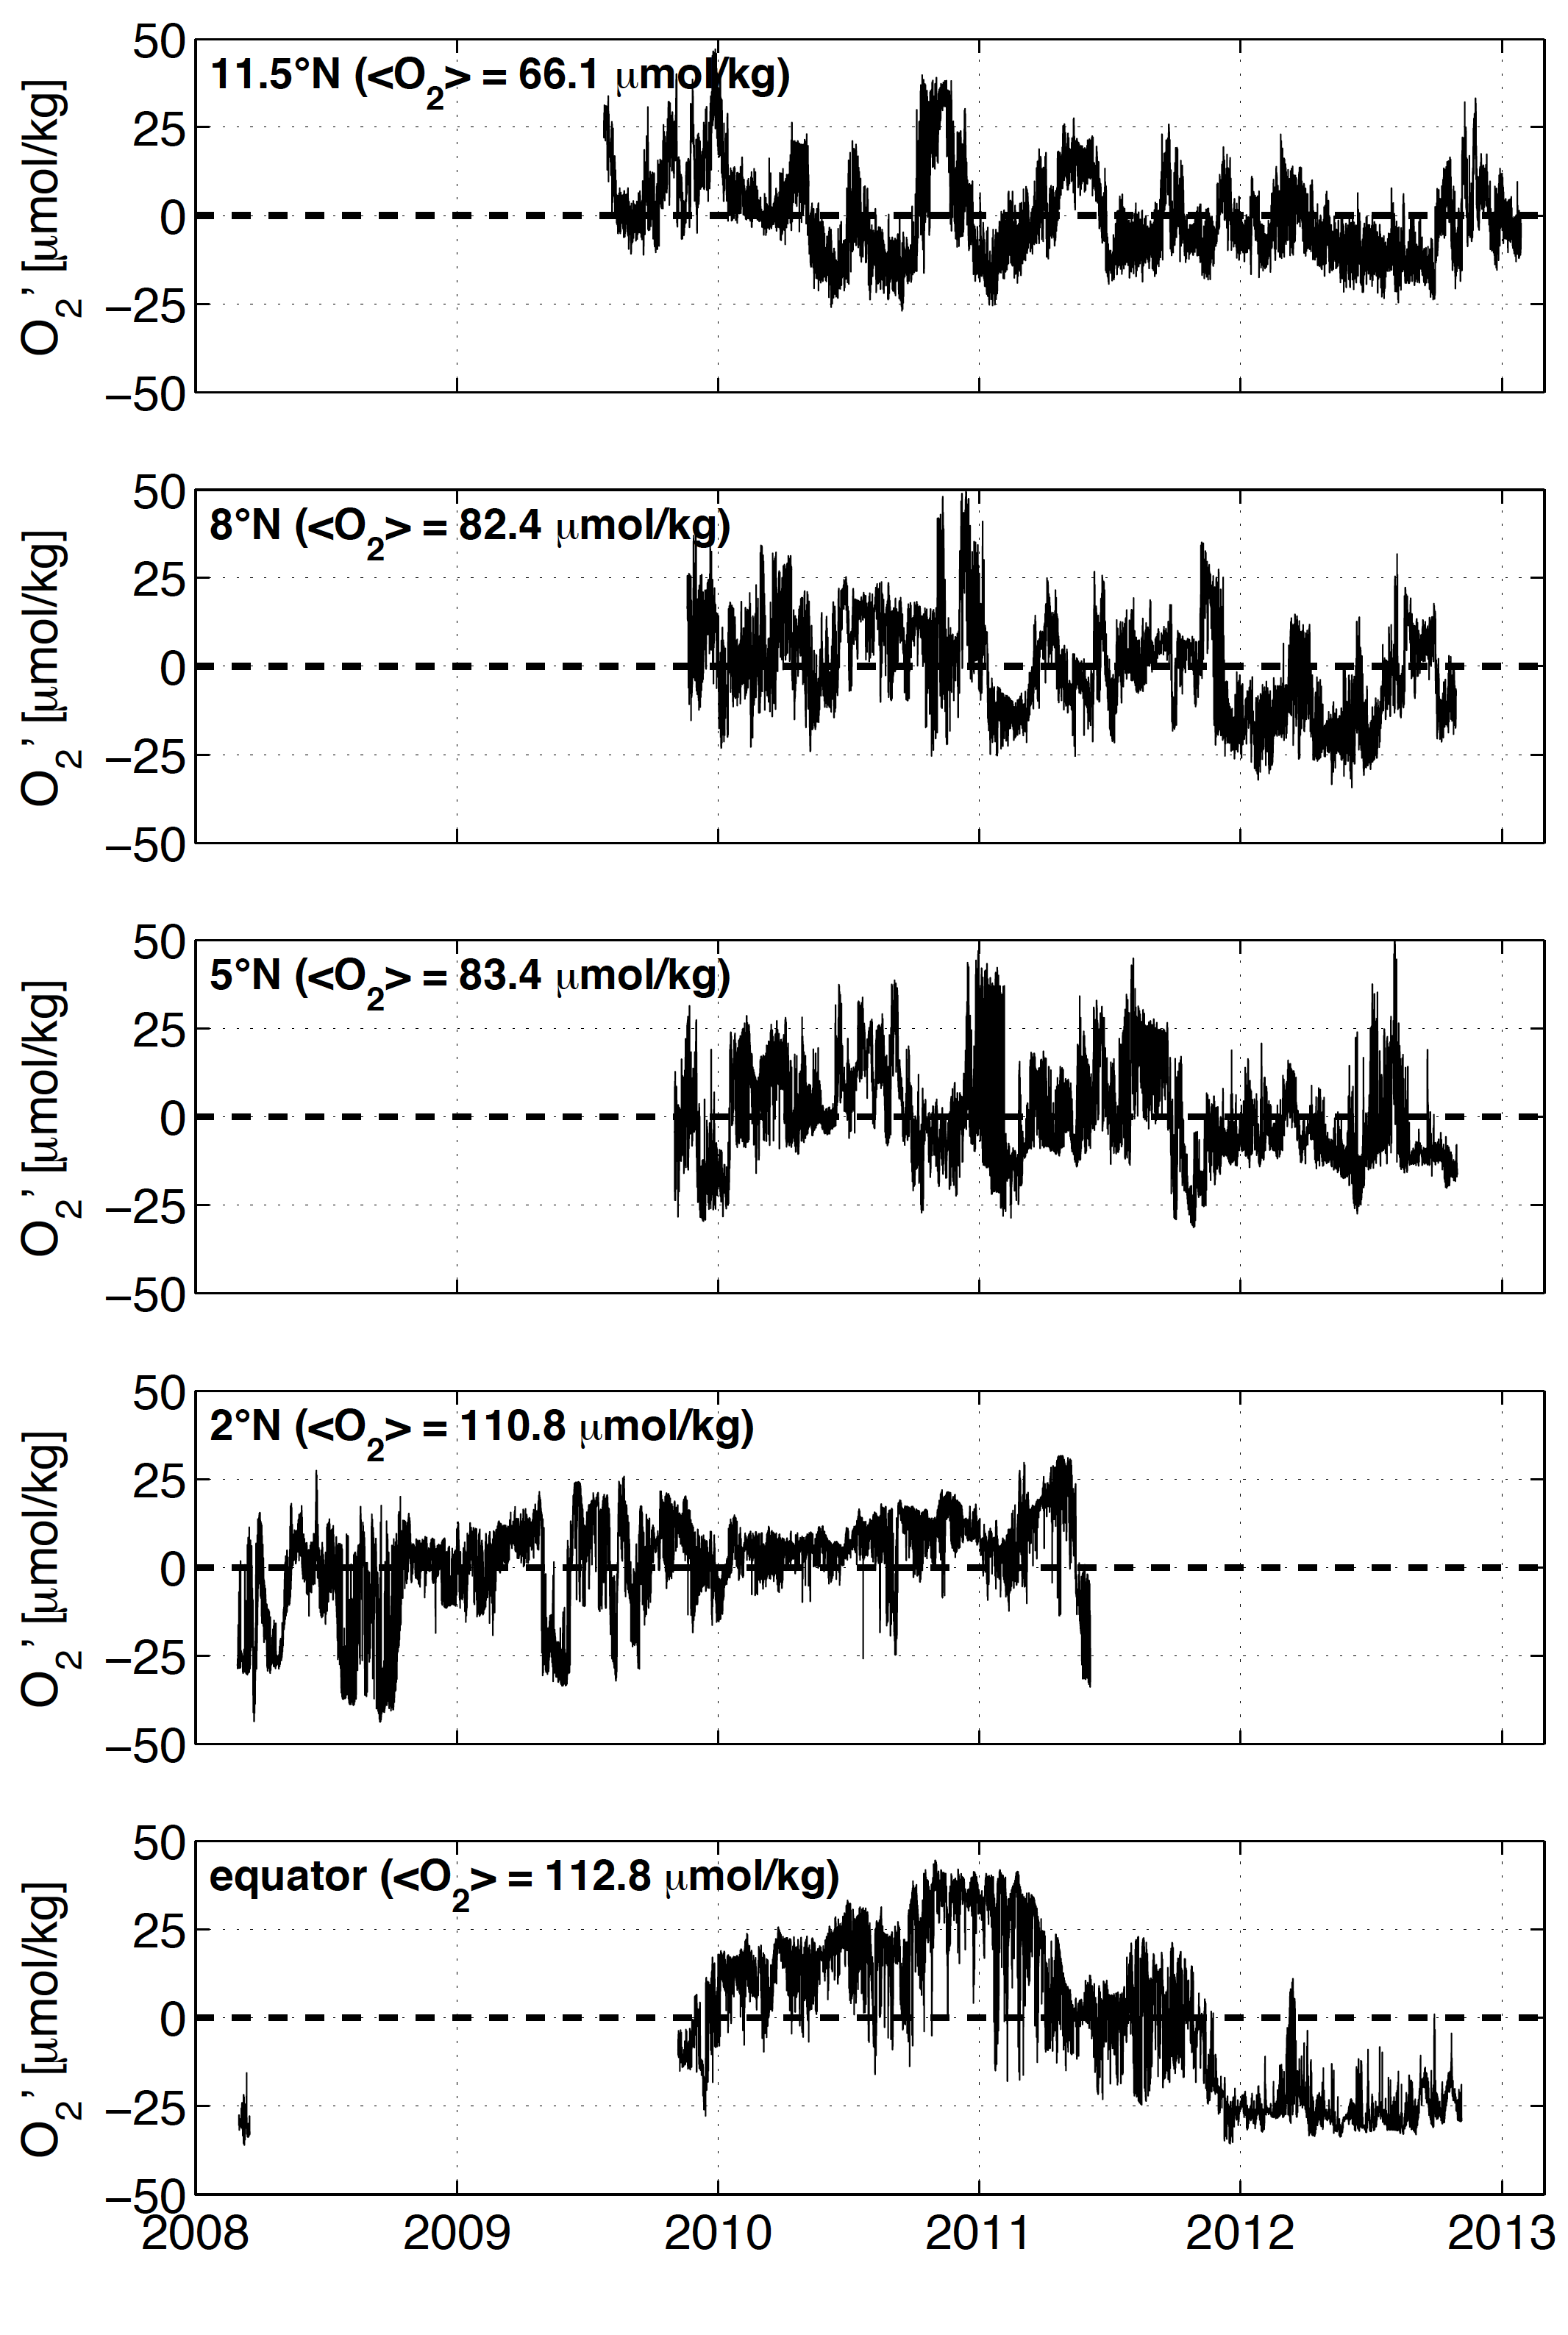 50
11.5°N (<O2> = 66.1 μmol/kg)
25
0
−25
−50
O2' [μmol/kg]
50
8°N (<O2> = 82.4 μmol/kg)
25
0
−25
−50
O2' [μmol/kg]
50
5°N (<O2> = 83.4 μmol/kg)
25
0
−25
−50
O2' [μmol/kg]
50
2°N (<O2> = 110.8 μmol/kg)
25
0
−25
−50
O2' [μmol/kg]
50
equator (<O2> = 112.8 μmol/kg)
25
0
−25
−50
O2' [μmol/kg]
2008 2009 2010 2011 2012 2013